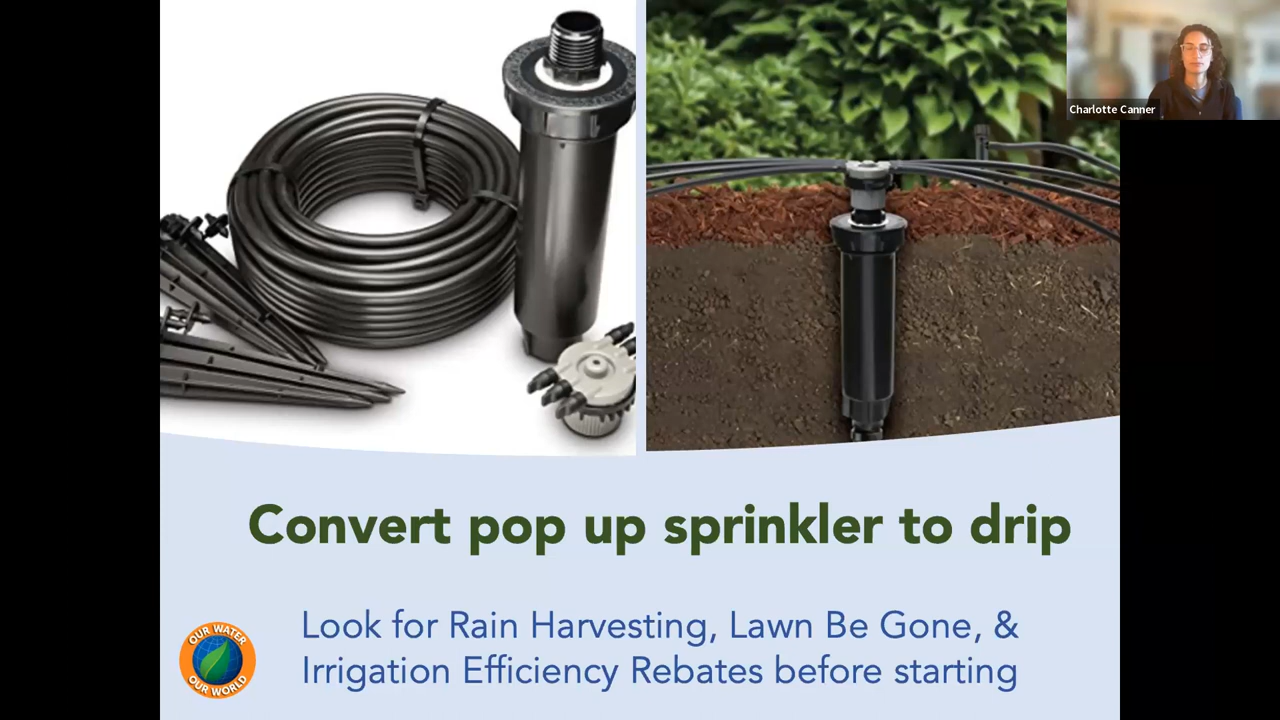 Charlotte Canner
Convert pop up sprinkler to drip
Look for Rain Harvesting, Lawn Be Gone, &
Irrigation Efficiency Rebates before starting
OUR WATER
OUR WORLD